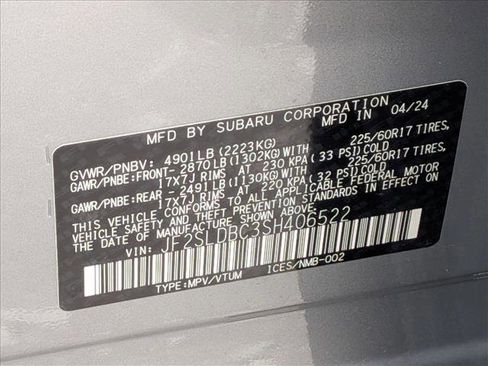 MFD BY SUBARU CORPORATION IN 04/24
GVWR/PNBV: 4901LB (2223KG)
GAWR/PNBE:FRONT- 2870LB(1302KG)WITH 225/60R17 TIRES,
17X7J RIMS AT 230 KPA( 33 PSI)COLD
GAWR/PNBE:REAR - 2491LB(1130KG)WITH 225/60R17 TIRES,
17X7J RIMS AT 220 KPA( 32 PSI)COLD
THIS VEHICLE CONFORMS TO ALL APPLICABLE FEDERAL MOTOR
VEHICLE SAFETY AND THEFT PREVENTION STANDARDS
IN EFFECT ON THE DATE OF MANUFACTURE
SHOWN ABOVE.
VIN: JF2SLDBC3SH406522
TYPE:MPV/VTUM ICES/NMB-002